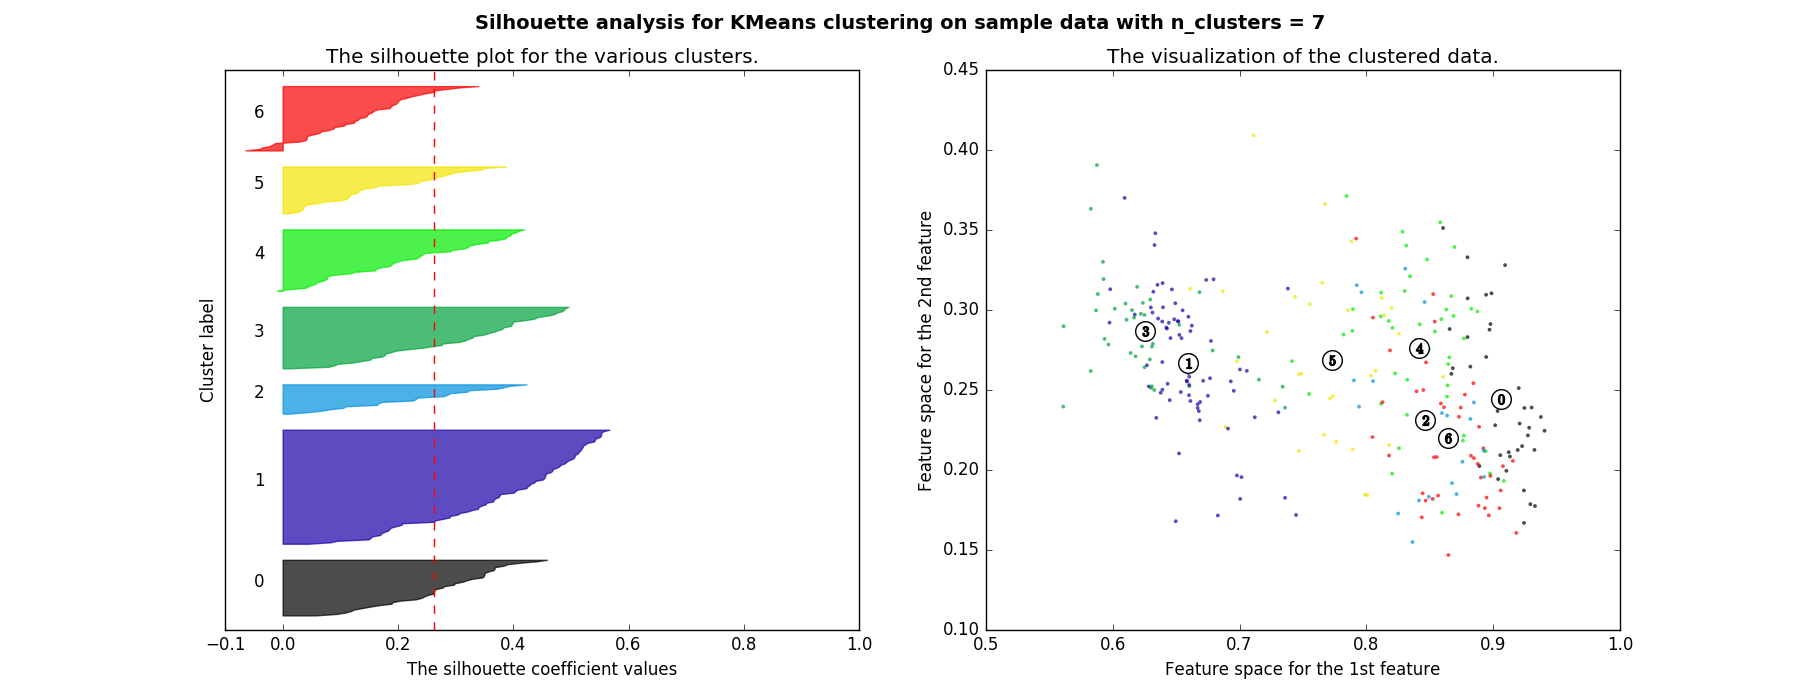 Silhouette analysis for KMeans clustering on sample data with n_clusters = 7
The silhouette plot for the various clusters.
6
5
4
3
2
1
0
Cluster label
−0.1 0.0 0.2 0.4 0.6 0.8 1.0
The silhouette coefficient values
The visualization of the clustered data.
0.45
0.40
0.35
0.30
0.25
0.20
0.15
0.10
Feature space for the 2nd feature
3
1
5
4
0
2
6
0.5 0.6 0.7 0.8 0.9 1.0
Feature space for the 1st feature